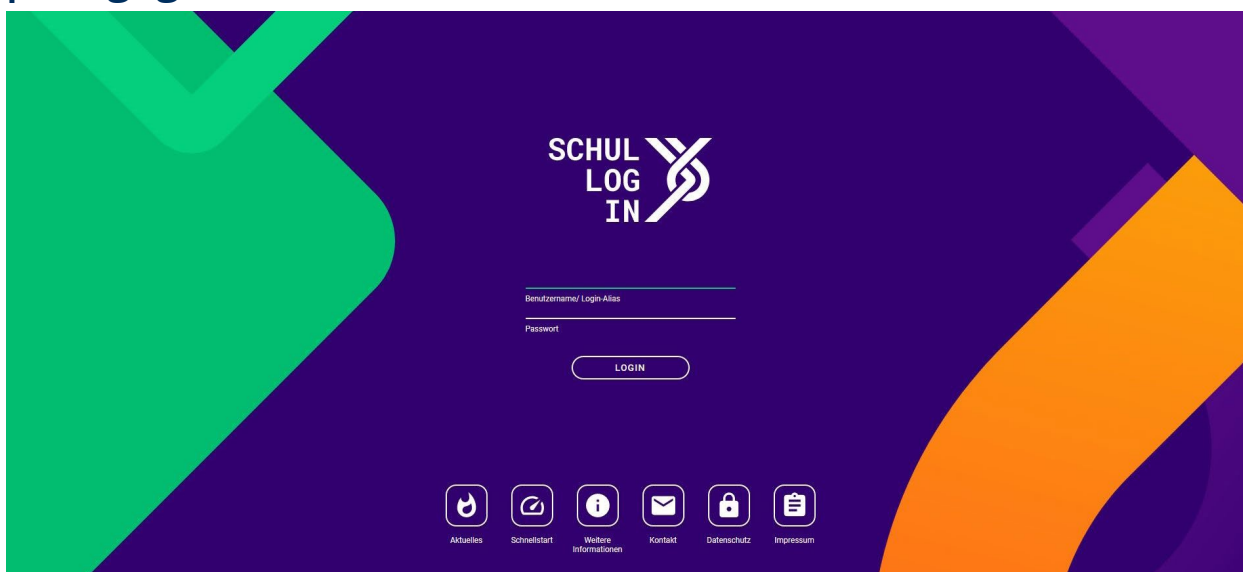 SCHUL
LOG
IN
Benutzername/ Login-Alias
Passwort
LOGIN
Aktuelles
Schnellstart
Weitere
Informationen
Kontakt
Datenschutz
Impressum